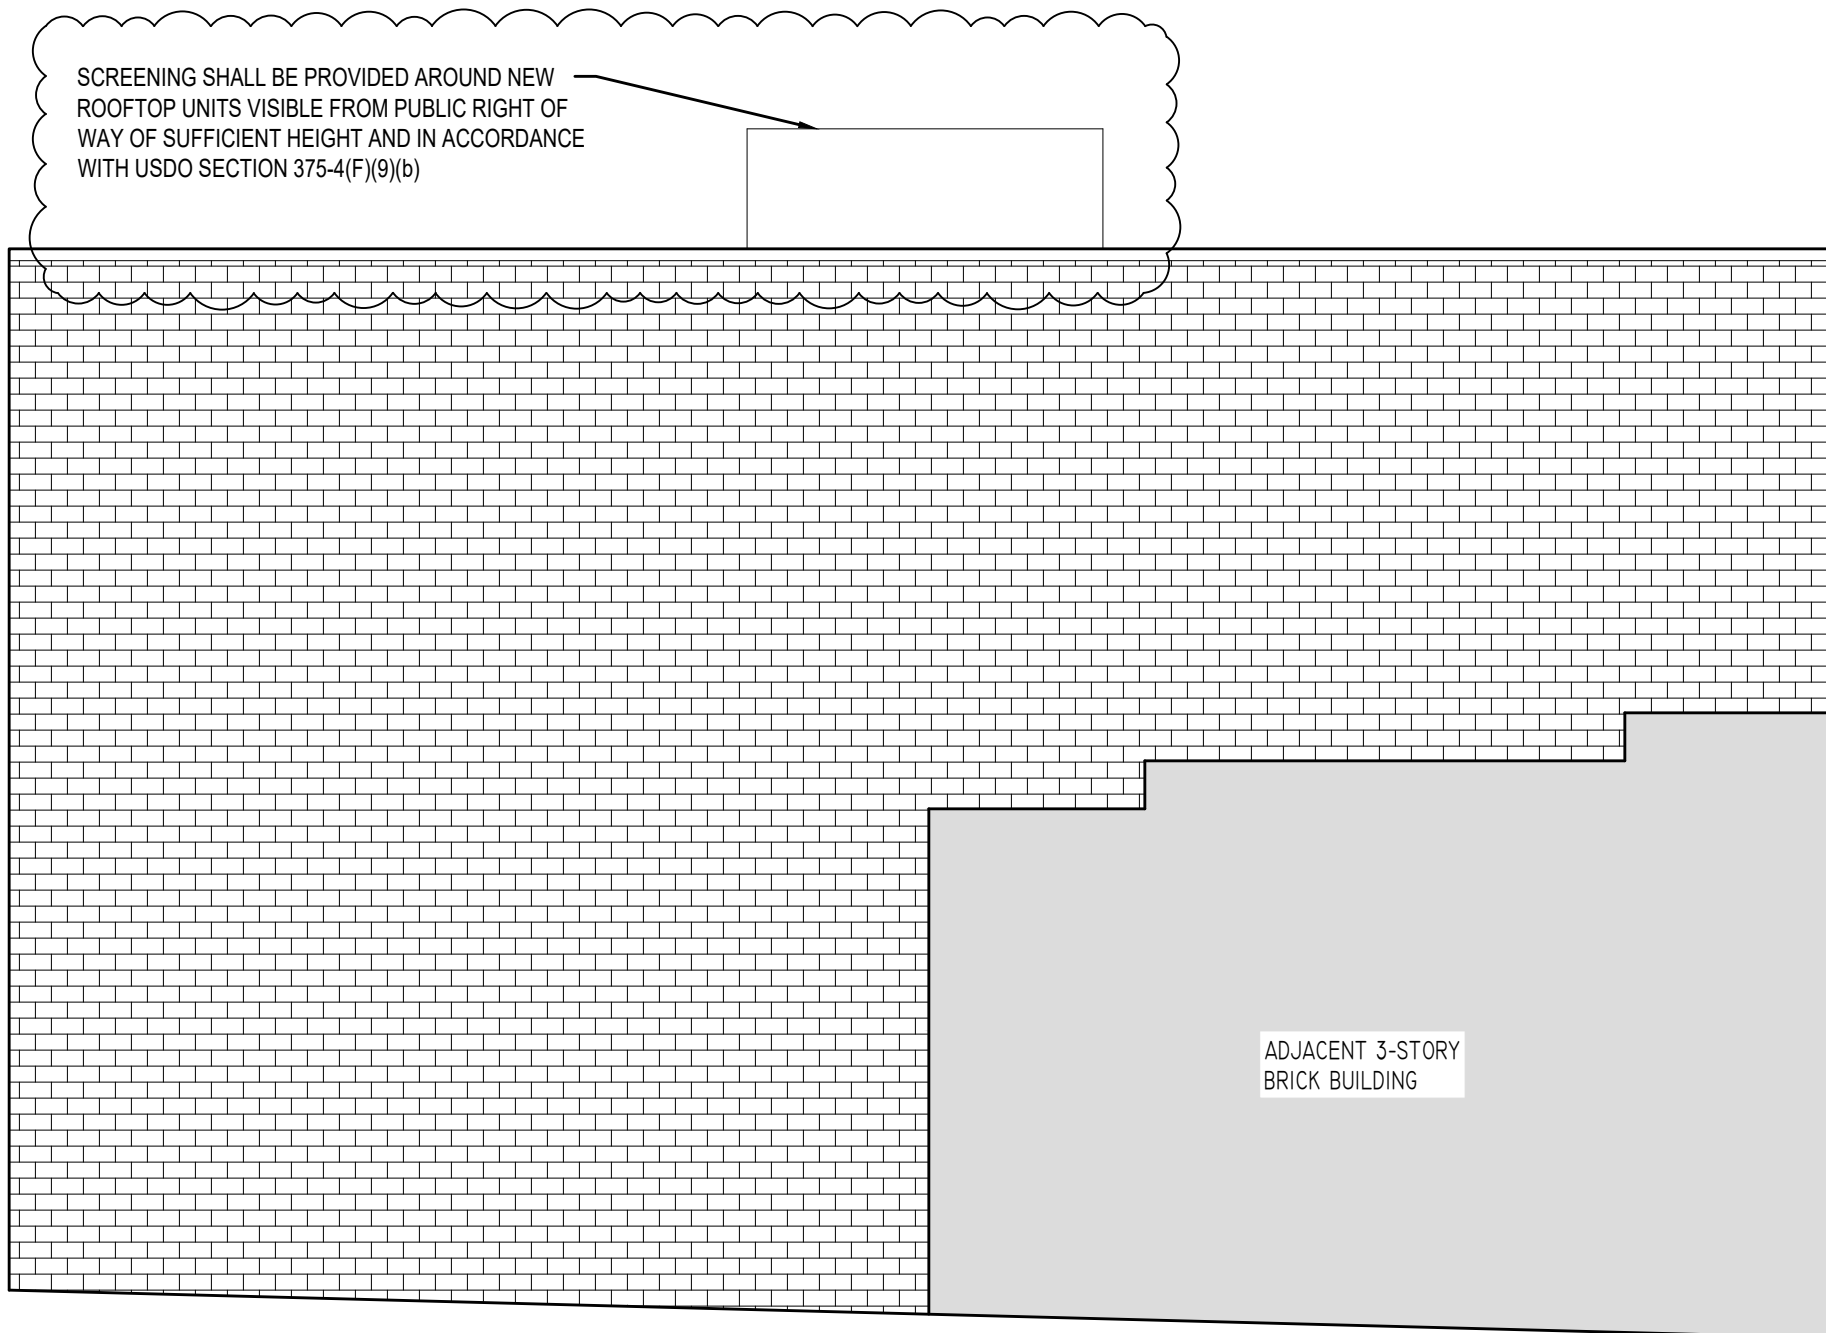 SCREENING SHALL BE PROVIDED AROUND NEW
ROOFTOP UNITS VISIBLE FROM PUBLIC RIGHT OF
WAY OF SUFFICIENT HEIGHT AND IN ACCORDANCE
WITH USDO SECTION 375-4(F)(9)(b)
ADJACENT 3-STORY
BRICK BUILDING